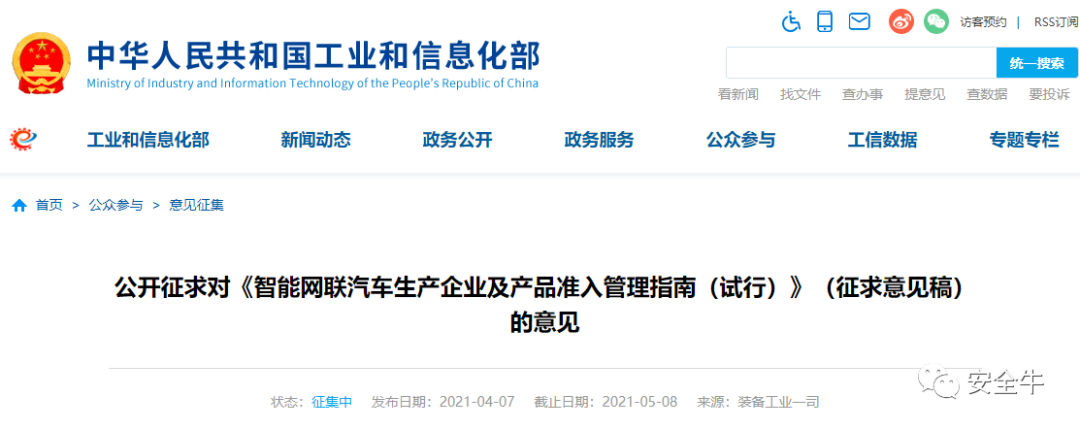 访客预约 | RSS订阅
中华人民共和国工业和信息化部
Ministry of Industry and Information Technology of the People's Republic of China
统一搜索
看新闻 找文件 查办事 提意见 查数据 要投诉
工业和信息化部 新闻动态 政务公开 政务服务 公众参与 工信数据 专题专栏
首页 > 公众参与 > 意见征集
公开征求对《智能网联汽车生产企业及产品准入管理指南（试行）》（征求意见稿）
的意见
安全牛
状态：征集中 发布日期：2021-04-07 截止日期：2021-05-08 来源：装备工业一司